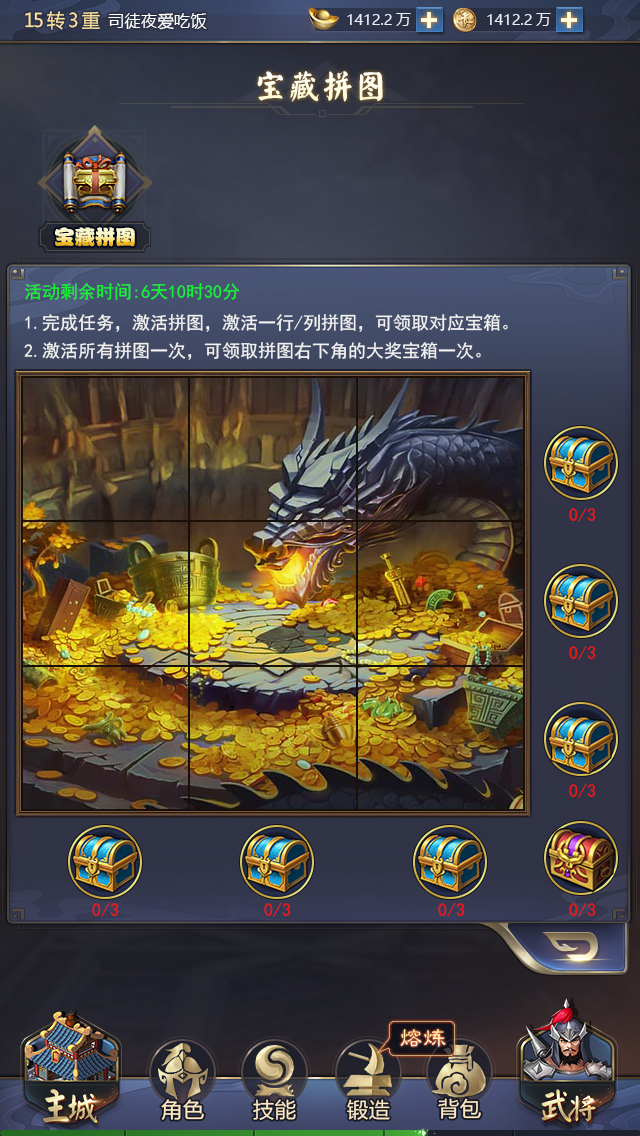 15转3重 司徒夜爱吃饭 1412.2万 1412.2万
宝藏拼图
宝藏拼图
活动剩余时间:6天10时30分
1.完成任务，激活拼图，激活一行/列拼图，可领取对应宝箱。
2.激活所有拼图一次，可领取拼图右下角的大奖宝箱一次。
0/3
0/3
0/3
0/3 0/3 0/3 0/3
熔炼
主城 角色 技能 锻造 背包 武将